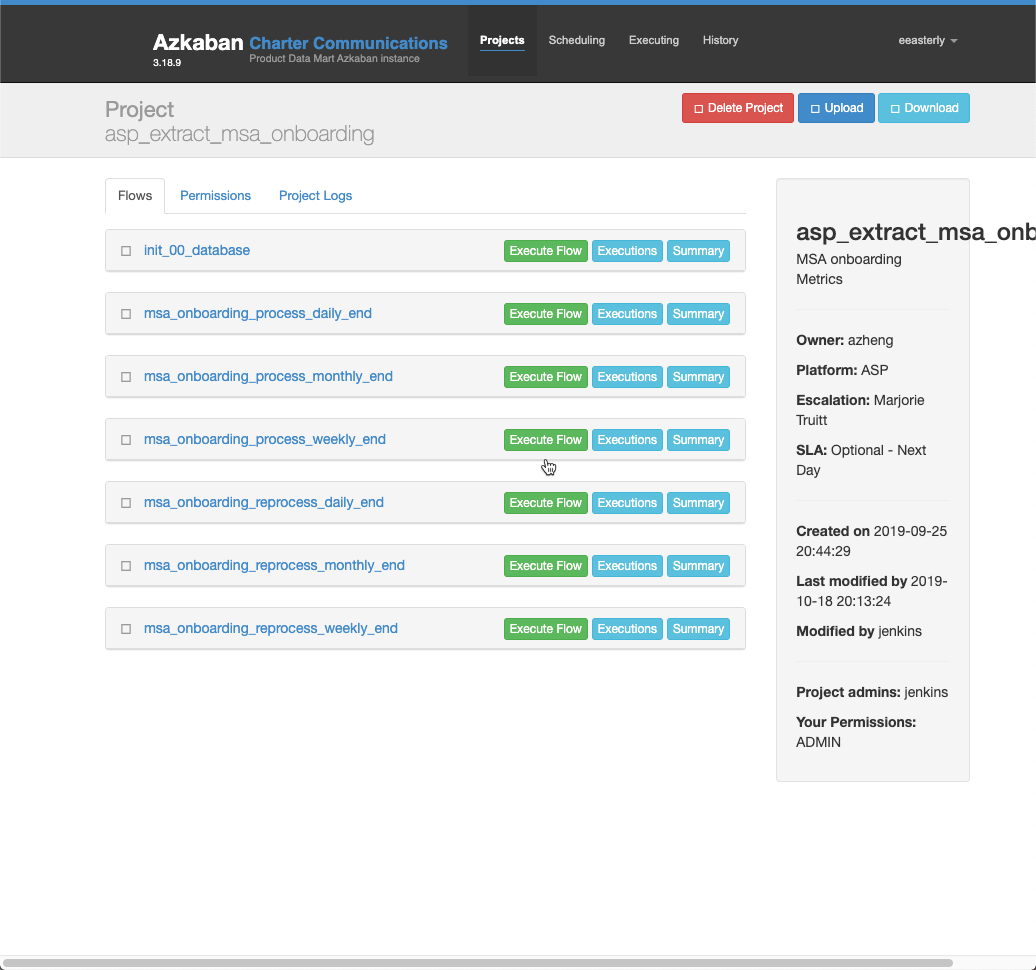 Azkaban Charter Communications
3.18.9 Product Data Mart Azkaban instance
Projects Scheduling Executing History eeasterly
Project
asp_extract_msa_onboarding
Delete Project Upload Download
Flows Permissions Project Logs
init_00_database Execute Flow Executions Summary
msa_onboarding_process_daily_end Execute Flow Executions Summary
msa_onboarding_process_monthly_end Execute Flow Executions Summary
msa_onboarding_process_weekly_end Execute Flow Executions Summary
msa_onboarding_reprocess_daily_end Execute Flow Executions Summary
msa_onboarding_reprocess_monthly_end Execute Flow Executions Summary
msa_onboarding_reprocess_weekly_end Execute Flow Executions Summary
asp_extract_msa_onb
MSA onboarding
Metrics
Owner: azheng
Platform: ASP
Escalation: Marjorie
Truitt
SLA: Optional - Next
Day
Created on 2019-09-25
20:44:29
Last modified by 2019-
10-18 20:13:24
Modified by jenkins
Project admins: jenkins
Your Permissions:
ADMIN